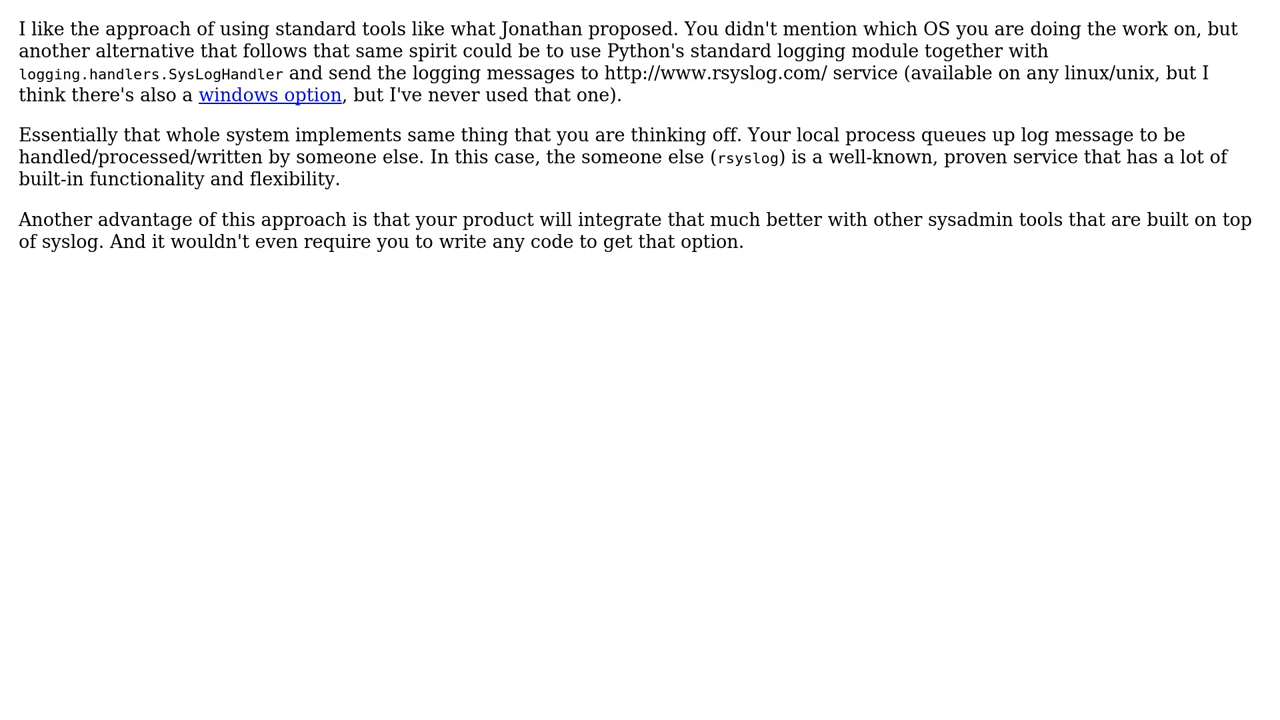 I like the approach of using standard tools like what Jonathan proposed. You didn't mention which OS you are doing the work on, but
another alternative that follows that same spirit could be to use Python's standard logging module together with
logging.handlers.SysLogHandler and send the logging messages to http://www.rsyslog.com/ service (available on any linux/unix, but I
think there's also a windows option, but I've never used that one).
Essentially that whole system implements same thing that you are thinking off. Your local process queues up log message to be
handled/processed/written by someone else. In this case, the someone else (rsyslog) is a well-known, proven service that has a lot of
built-in functionality and flexibility.
Another advantage of this approach is that your product will integrate that much better with other sysadmin tools that are built on top
of syslog. And it wouldn't even require you to write any code to get that option.